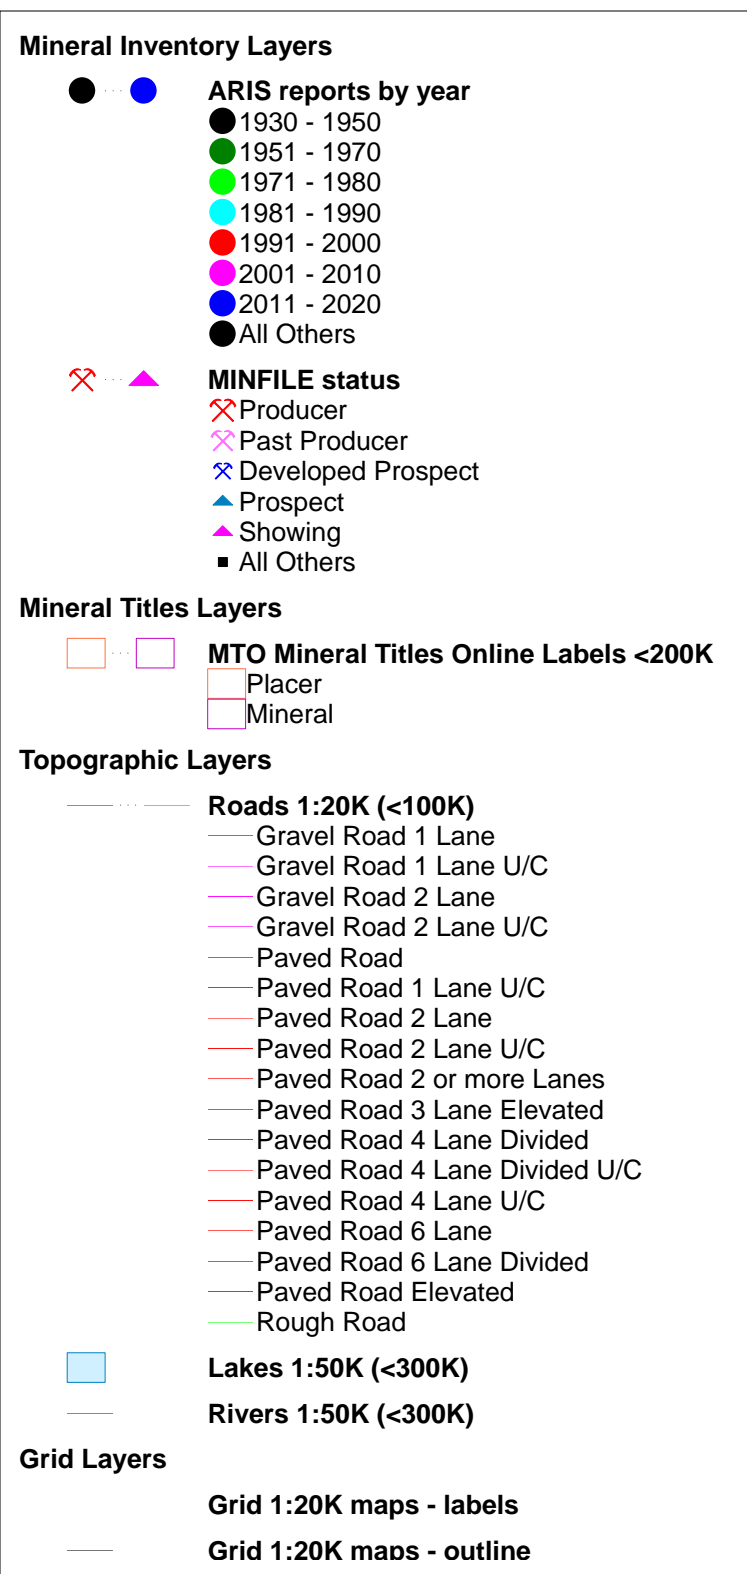 Mineral Inventory Layers
ARIS reports by year
1930 - 1950
1951 - 1970
1971 - 1980
1981 - 1990
1991 - 2000
2001 - 2010
2011 - 2020
All Others
MINFILE status
Producer
Past Producer
Developed Prospect
Prospect
Showing
All Others
Mineral Titles Layers
MTO Mineral Titles Online Labels <200K
Placer
Mineral
Topographic Layers
Roads 1:20K (<100K)
Gravel Road 1 Lane
Gravel Road 1 Lane U/C
Gravel Road 2 Lane
Gravel Road 2 Lane U/C
Paved Road
Paved Road 1 Lane U/C
Paved Road 2 Lane
Paved Road 2 Lane U/C
Paved Road 2 or more Lanes
Paved Road 3 Lane Elevated
Paved Road 4 Lane Divided
Paved Road 4 Lane Divided U/C
Paved Road 4 Lane U/C
Paved Road 6 Lane
Paved Road 6 Lane Divided
Paved Road Elevated
Rough Road
Lakes 1:50K (<300K)
Rivers 1:50K (<300K)
Grid Layers
Grid 1:20K maps - labels
Grid 1:20K maps - outline